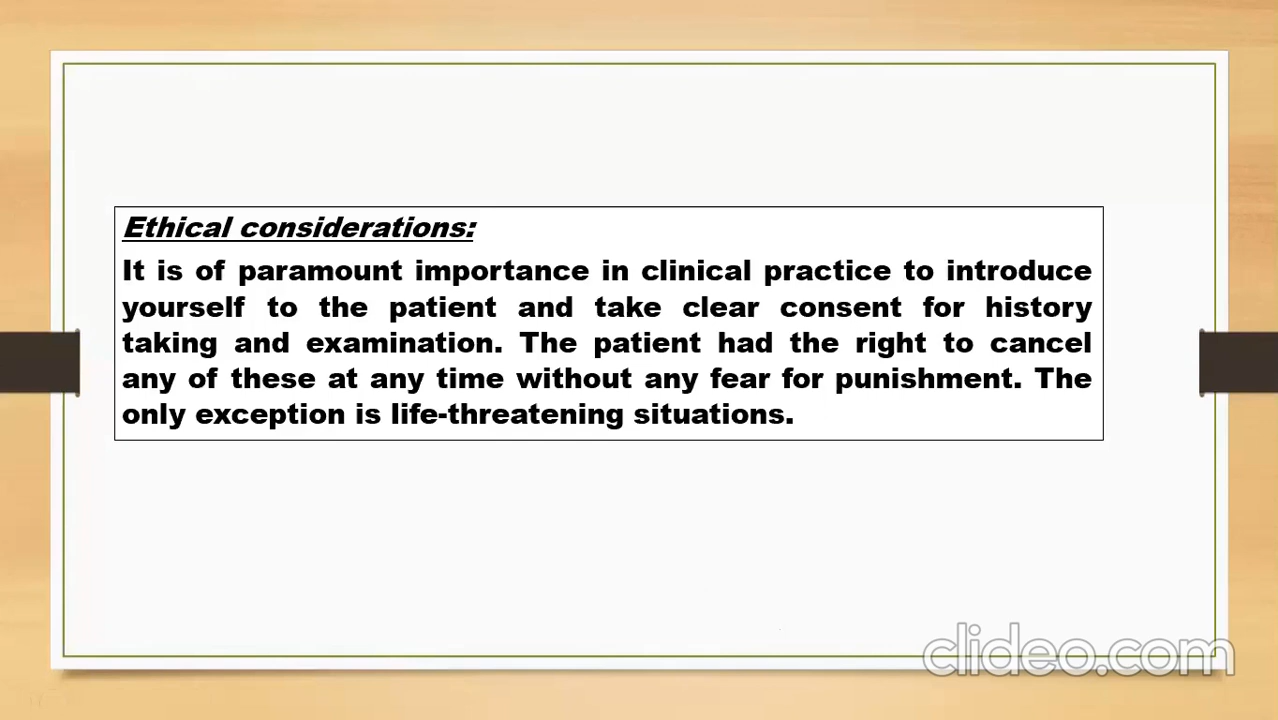 Ethical considerations:
It is of paramount importance in clinical practice to introduce
yourself to the patient and take clear consent for history
taking and examination. The patient had the right to cancel
any of these at any time without any fear for punishment. The
only exception is life-threatening situations.
clideo.com